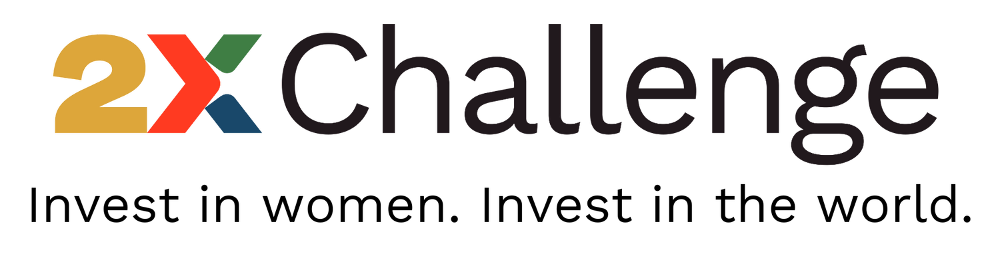 2X Challenge
Invest in women. Invest in the world.